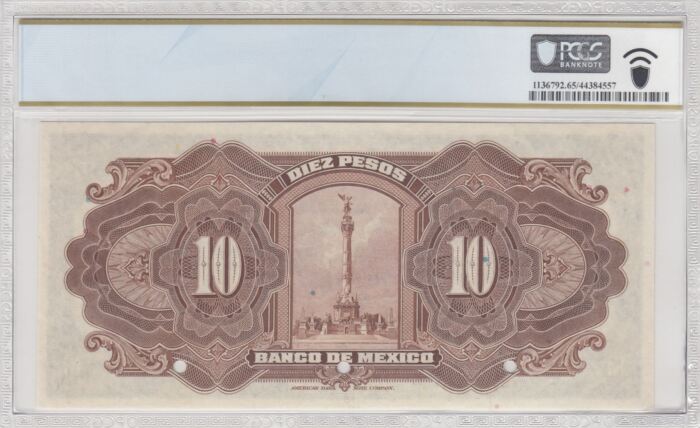 PCGS
BANKNOTE
1136792.65/44384557
DIEZ PESOS
10 10
BANCO DE MEXICO
AMERICAN BANK NOTE COMPANY.